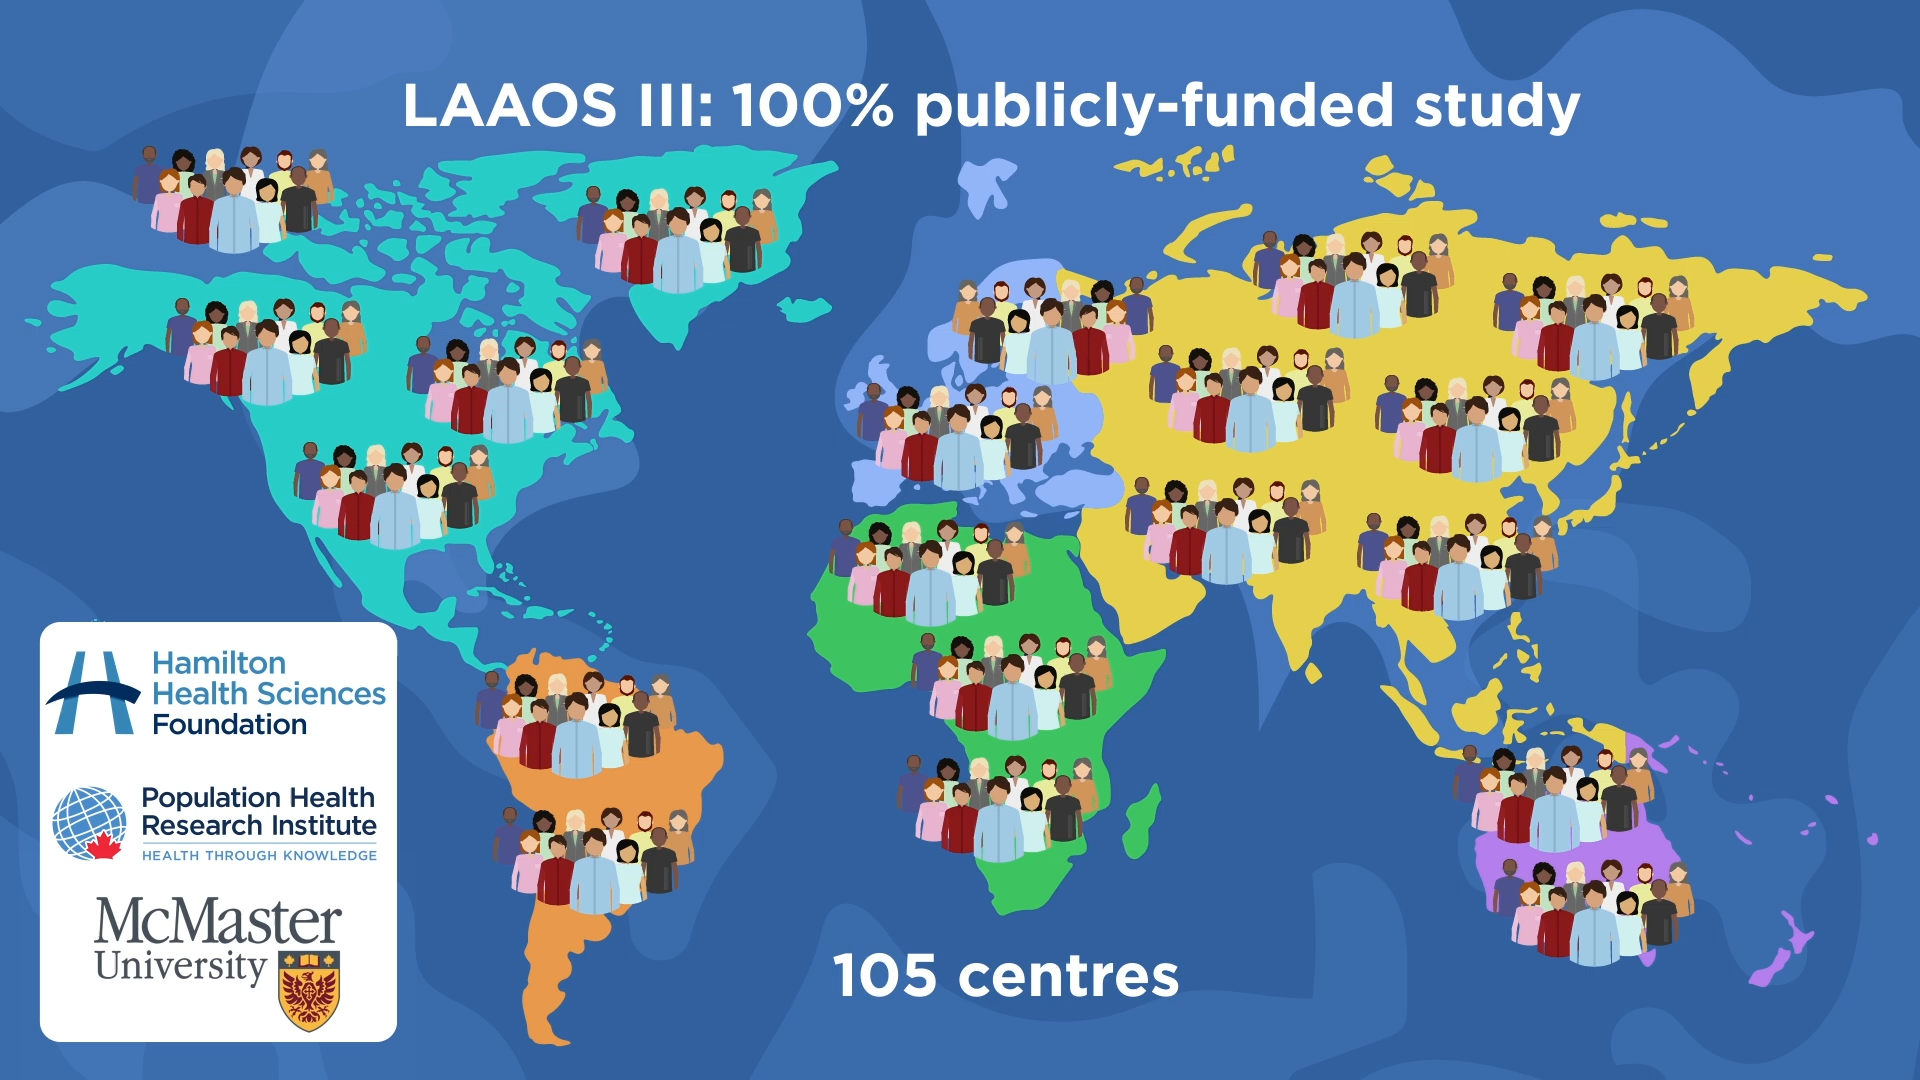 LAAOS III: 100% publicly-funded study
Hamilton
Health Sciences
Foundation
Population Health
Research Institute
HEALTH THROUGH KNOWLEDGE
McMaster
University
105 centres